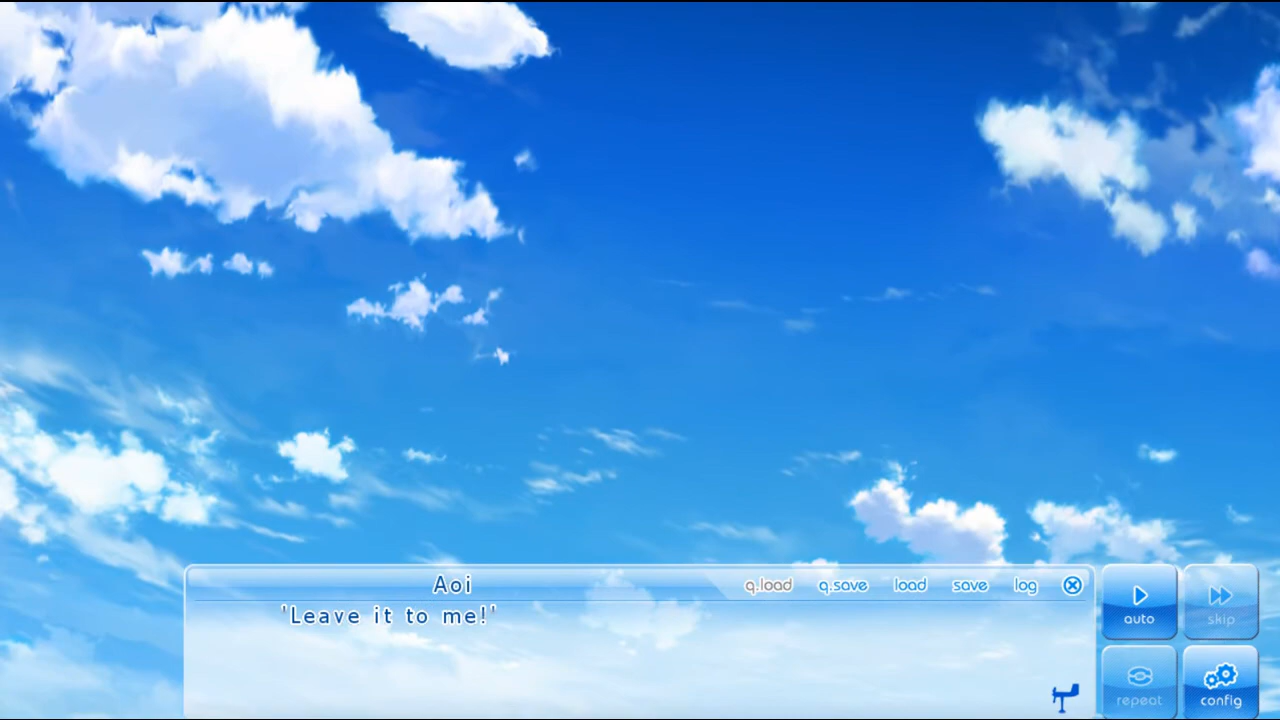 Aoi
q.load q.save load save log
'Leave it to me!'
auto
skip
repeat
config